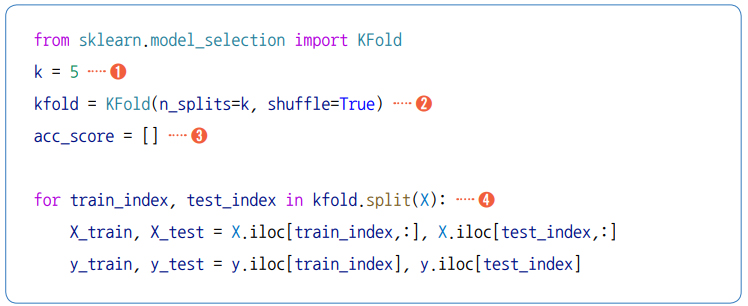 from sklearn.model_selection import KFold
k = 5 ····· ❶
kfold = KFold(n_splits=k, shuffle=True) ····· ❷
acc_score = [] ····· ❸
for train_index, test_index in kfold.split(X): ····· ❹
    X_train, X_test = X.iloc[train_index,:], X.iloc[test_index,:]
    y_train, y_test = y.iloc[train_index], y.iloc[test_index]